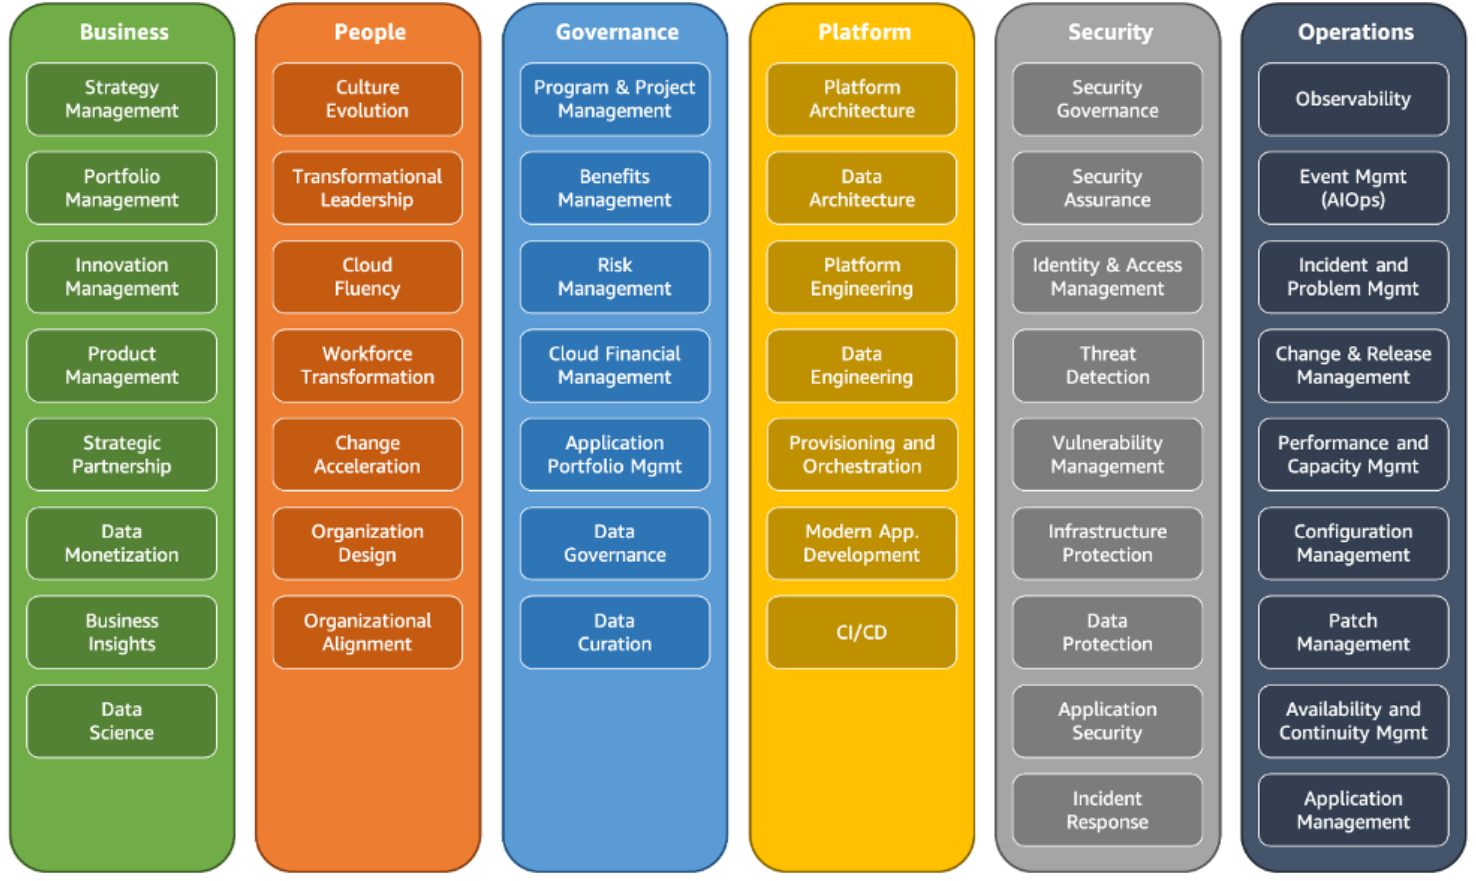 Business
Strategy
Management
Portfolio
Management
Innovation
Management
Product
Management
Strategic
Partnership
Data
Monetization
Business
Insights
Data
Science
People
Culture
Evolution
Transformational
Leadership
Cloud
Fluency
Workforce
Transformation
Change
Acceleration
Organization
Design
Organizational
Alignment
Governance
Program & Project
Management
Benefits
Management
Risk
Management
Cloud Financial
Management
Application
Portfolio Mgmt
Data
Governance
Data
Curation
Platform
Platform
Architecture
Data
Architecture
Platform
Engineering
Data
Engineering
Provisioning and
Orchestration
Modern App.
Development
CI/CD
Security
Security
Governance
Security
Assurance
Identity & Access
Management
Threat
Detection
Vulnerability
Management
Infrastructure
Protection
Data
Protection
Application
Security
Incident
Response
Operations
Observability
Event Mgmt
(AIOps)
Incident and
Problem Mgmt
Change & Release
Management
Performance and
Capacity Mgmt
Configuration
Management
Patch
Management
Availability and
Continuity Mgmt
Application
Management